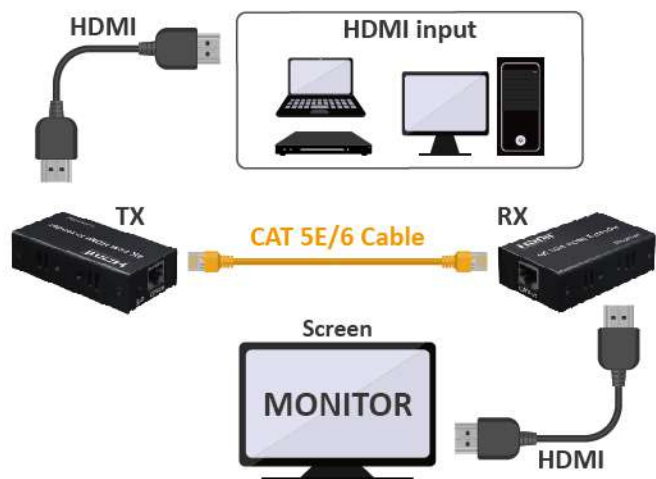 HDMI
HDMI input
TX
RX
CAT 5E/6 Cable
Screen
MONITOR
HDMI